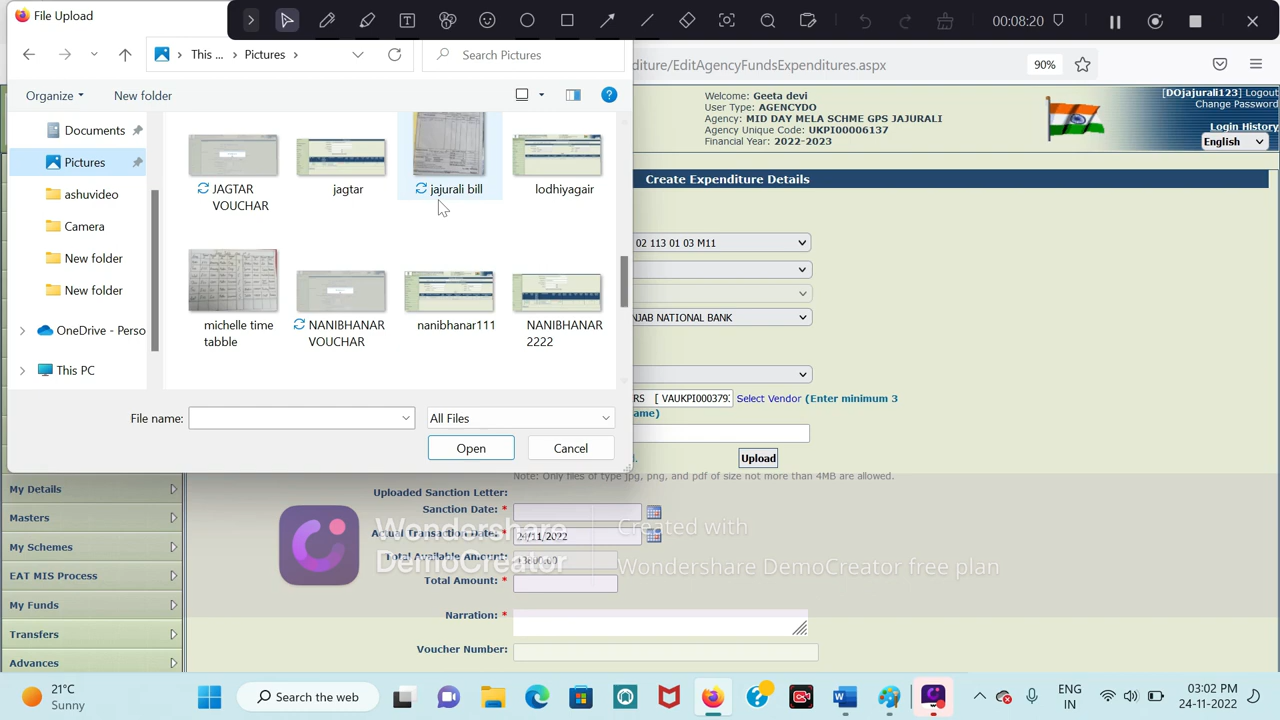 File Upload
00:08:20
This ...
Pictures
Search Pictures
diture/EditAgencyFundsExpenditures.aspx
90%
Organize
New folder
Welcome: Geeta devi
User Type: AGENCYDO
Agency: MID DAY MELA SCHME GPS JAJURALI
Agency Unique Code: UKPI00006137
Financial Year: 2022-2023
[DOjajurali123] Logout
Change Password
Login History
English
Documents
Pictures
ashuvideo
Camera
New folder
New folder
OneDrive - Perso
This PC
JAGTAR
VOUCHAR
jagtar
jajurali bill
lodhiyagair
michelle time
tabble
NANIBHANAR
VOUCHAR
nanibhanar111
NANIBHANAR
2222
Create Expenditure Details
02 113 01 03 M11
JAB NATIONAL BANK
RS [ VAUKPI000379
Select Vendor (Enter minimum 3
ame)
File name:
All Files
Open
Cancel
d.
Upload
Note: Only files of type jpg, png, and pdf of size not more than 4MB are allowed.
My Details
Masters
My Schemes
EAT MIS Process
My Funds
Transfers
Advances
Uploaded Sanction Letter:
Sanction Date: *
Actual Transaction Date: *
24/11/2022
Total Available Amount:
Total Amount: *
Narration: *
Voucher Number:
Wondershare
DemoCreator
Created with
Wondershare DemoCreator free plan
21°C
Sunny
Search the web
ENG
IN
03:02 PM
24-11-2022